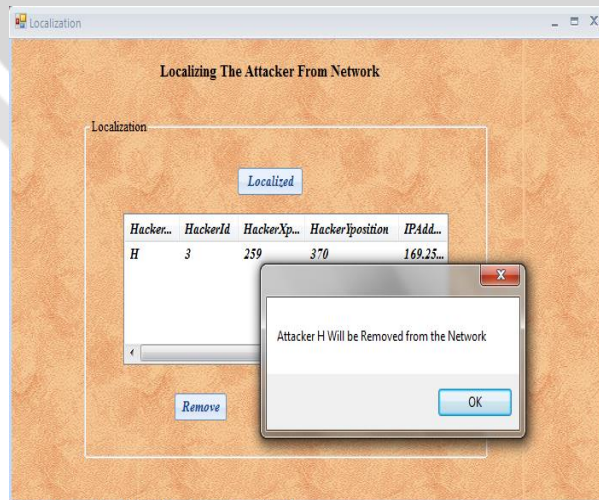 Localization
Localizing The Attacker From Network
Localization
Localized
Hacker... HackerId HackerXp... HackerYposition IPAdd...
H 3 259 370 169.25...
Attacker H Will be Removed from the Network
OK
Remove